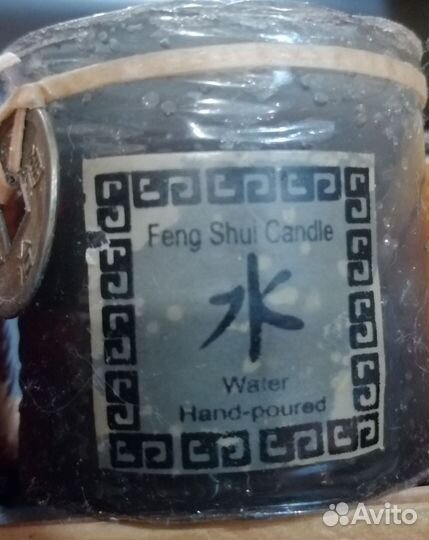 Feng Shui Candle
水
Water
Hand-poured
Avito